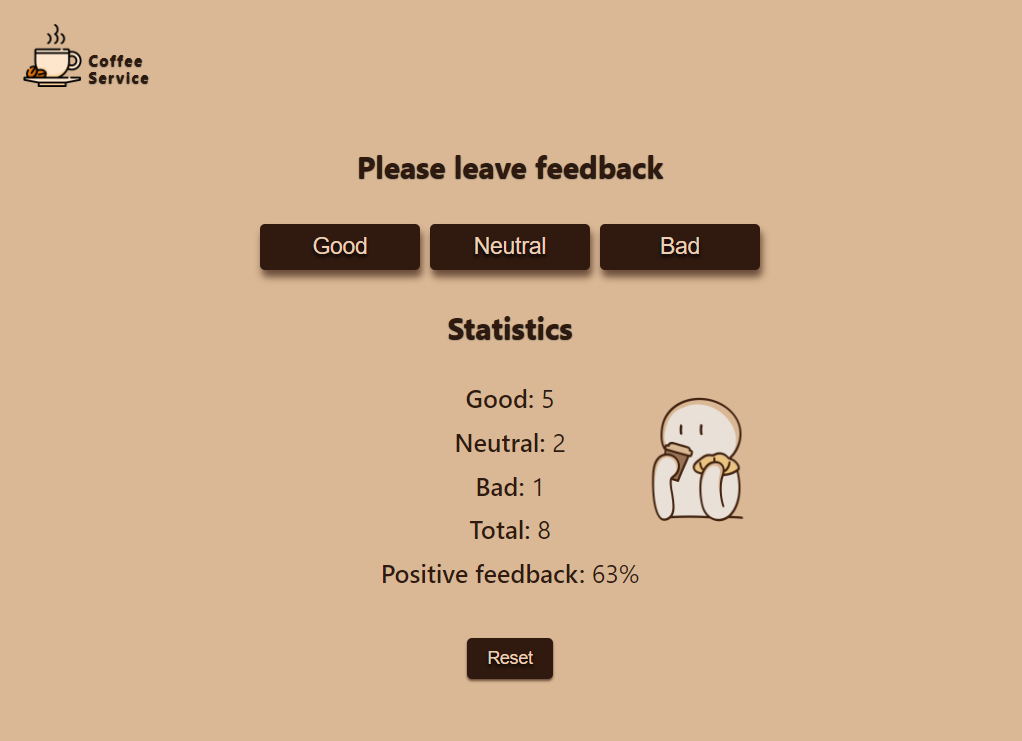 Coffee
Service
Please leave feedback
Good Neutral Bad
Statistics
Good: 5
Neutral: 2
Bad: 1
Total: 8
Positive feedback: 63%
Reset